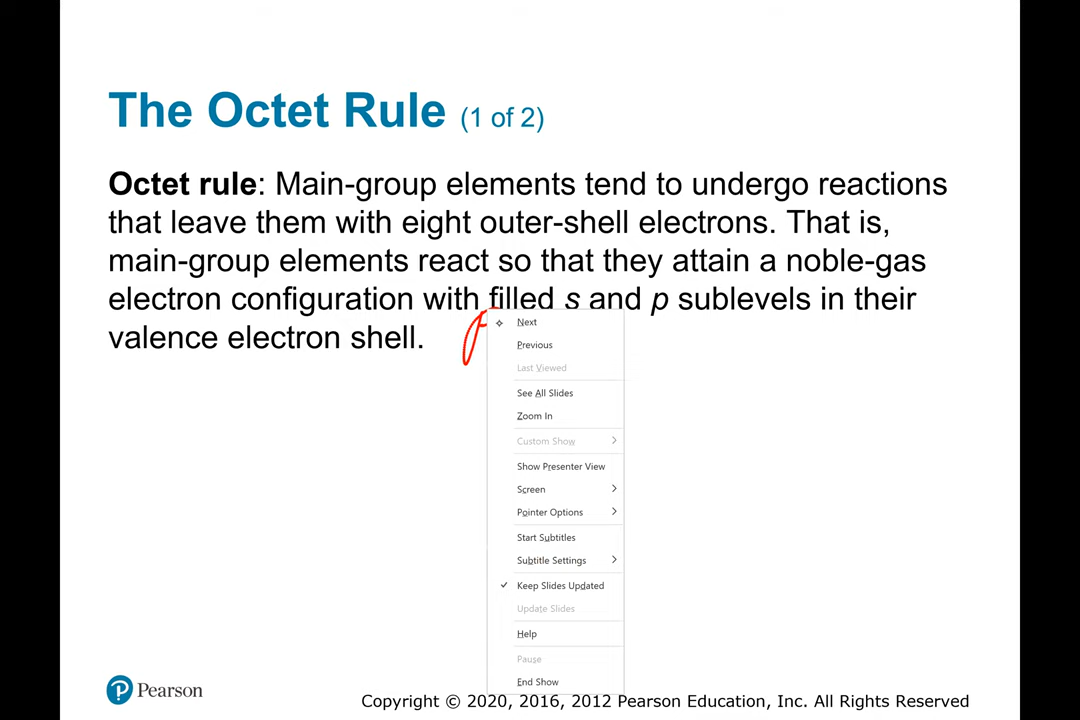 The Octet Rule (1 of 2)
Octet rule: Main-group elements tend to undergo reactions
that leave them with eight outer-shell electrons. That is,
main-group elements react so that they attain a noble-gas
electron configuration with filled s and p sublevels in their
valence electron shell.
Next
Previous
Last Viewed
See All Slides
Zoom In
Custom Show
Show Presenter View
Screen
Pointer Options
Start Subtitles
Subtitle Settings
Keep Slides Updated
Update Slides
Help
Pause
End Show
P Pearson
Copyright © 2020, 2016, 2012 Pearson Education, Inc. All Rights Reserved